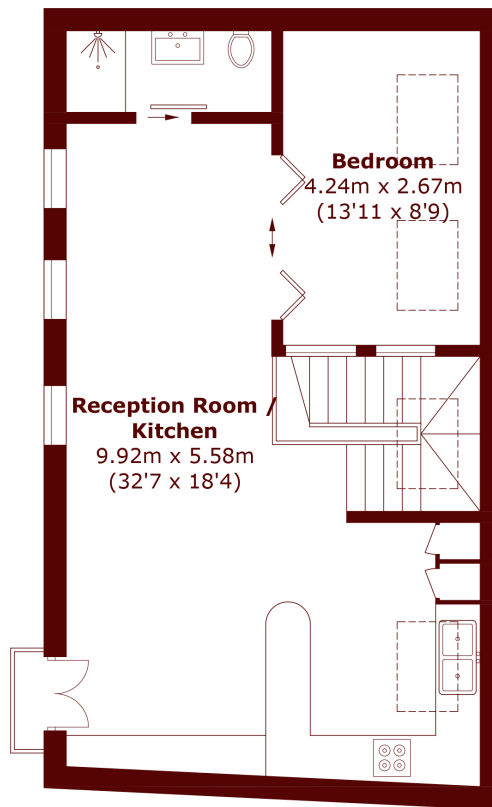 Bedroom
4.24m x 2.67m
(13'11 x 8'9)
Reception Room /
Kitchen
9.92m x 5.58m
(32'7 x 18'4)